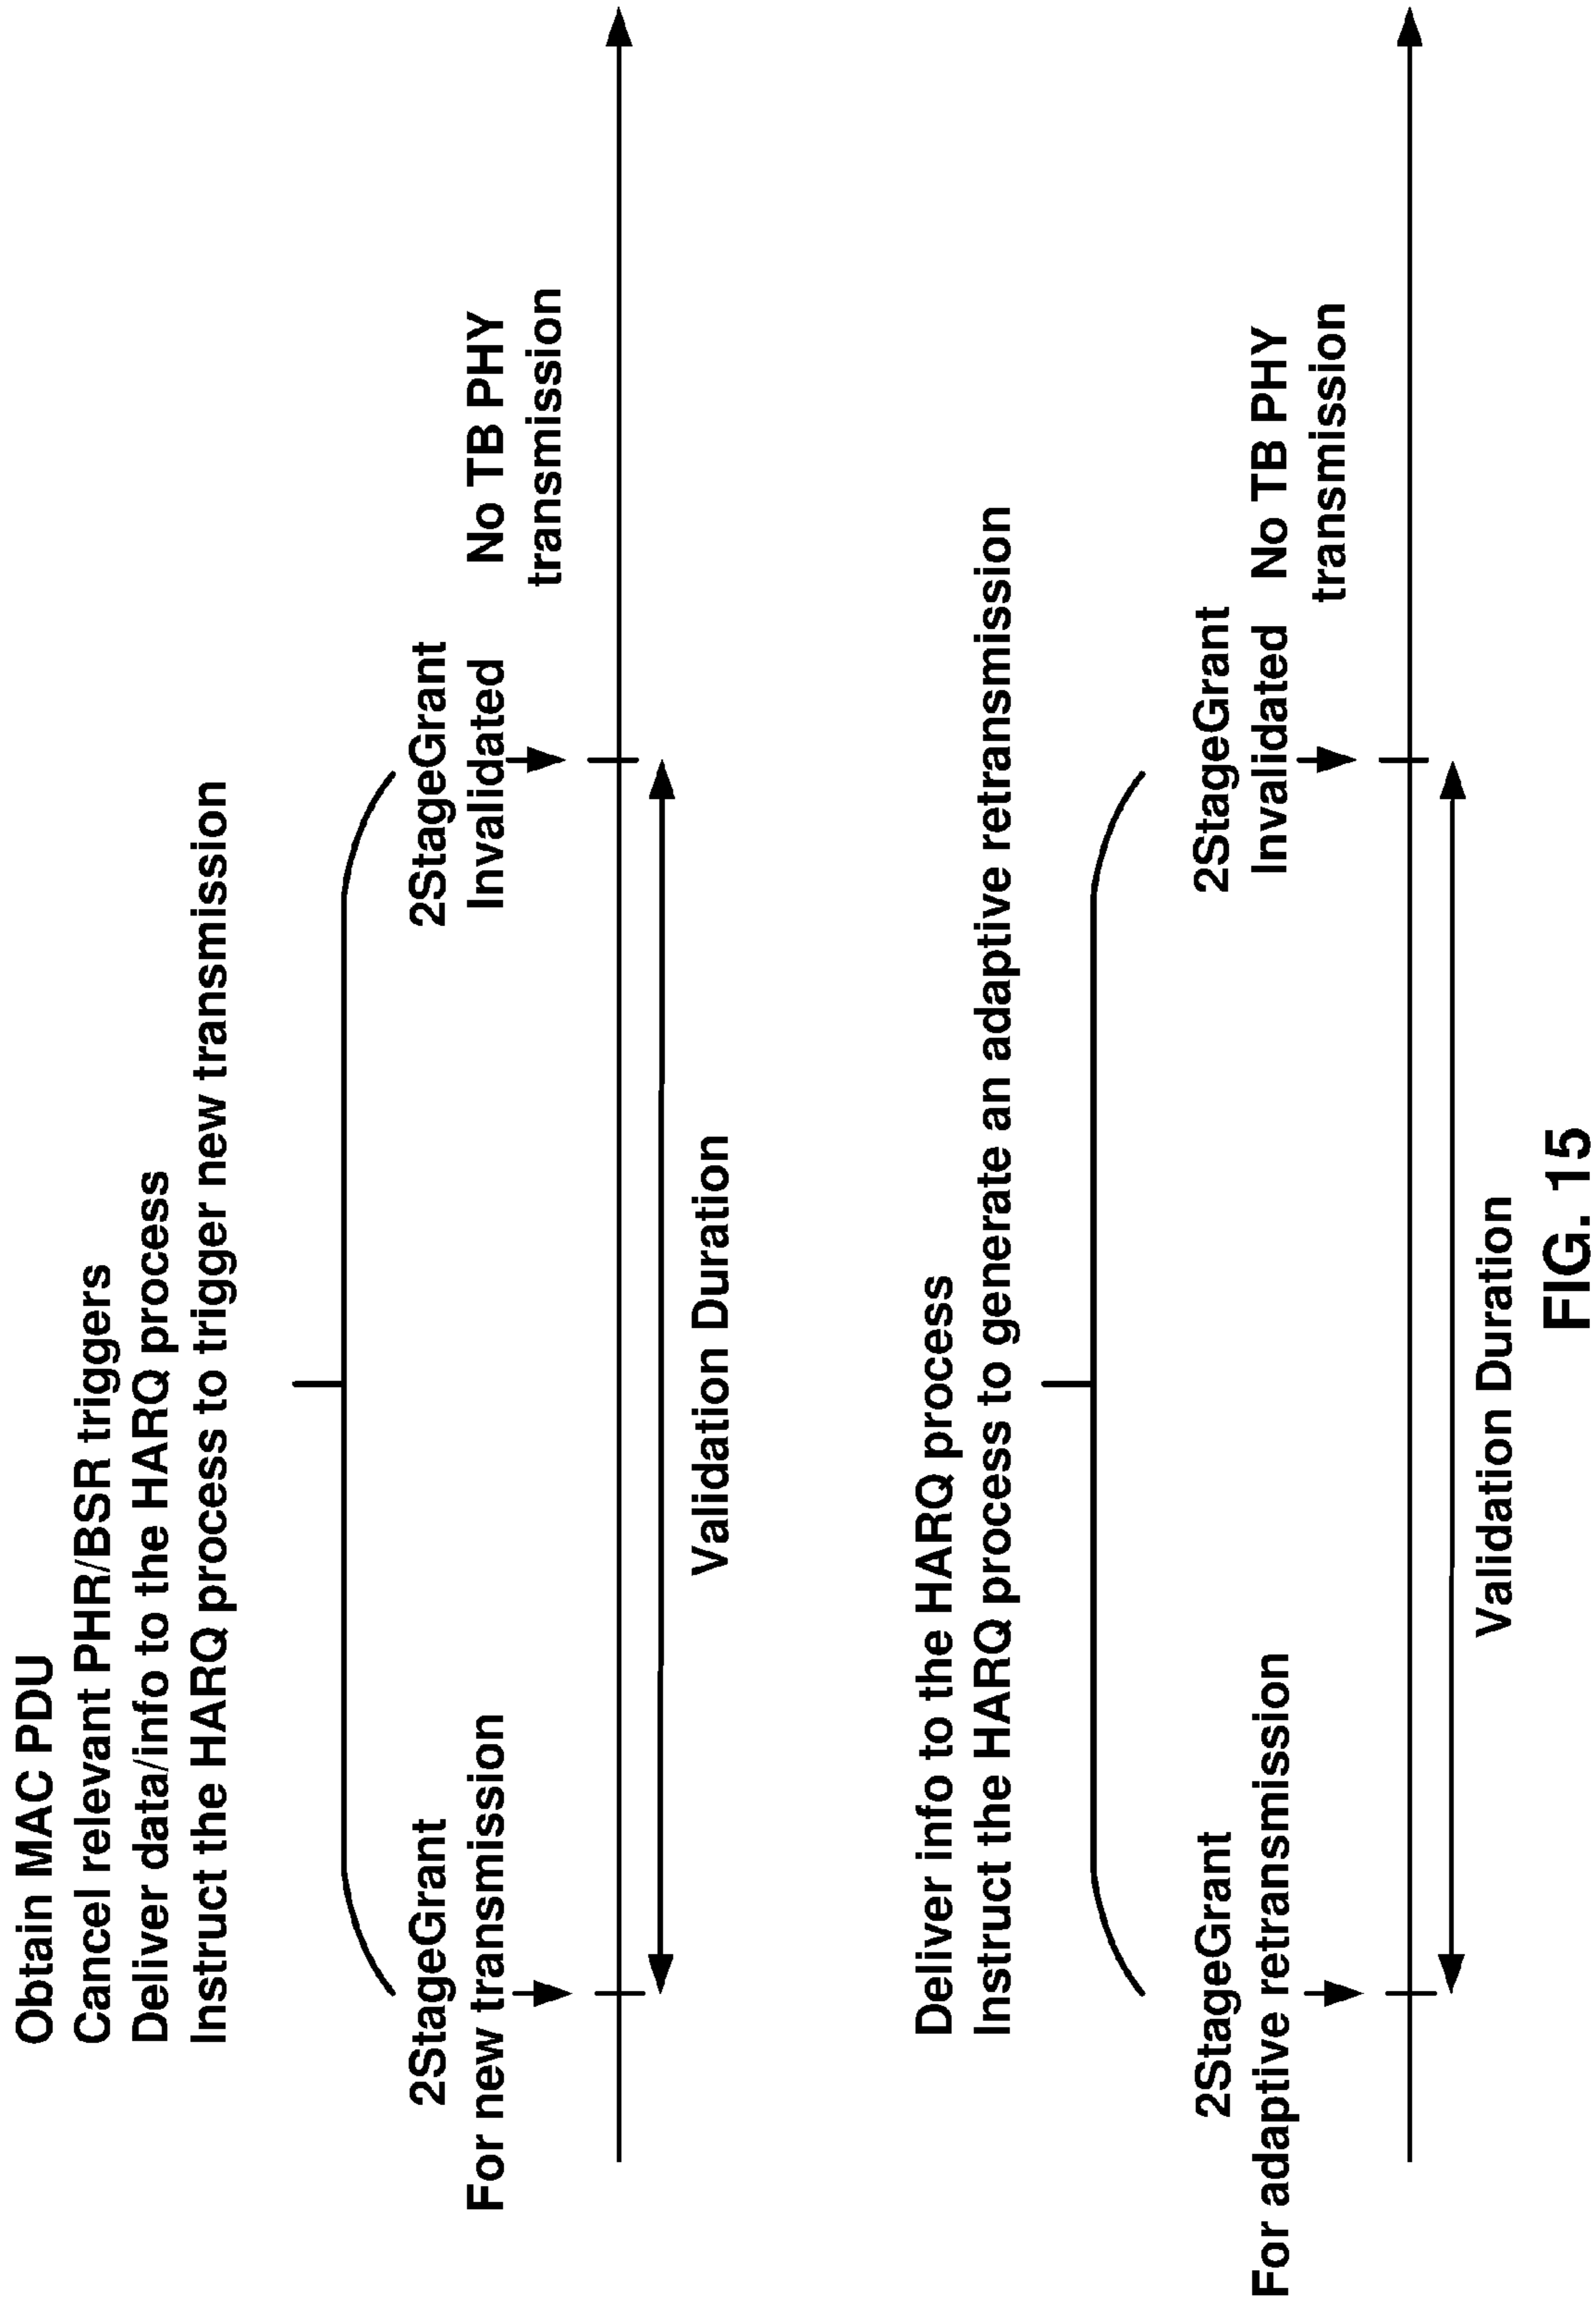 Obtain MAC PDU
Cancel relevant PHR/BSR triggers
Deliver data/info to the HARQ process
Instruct the HARQ process to trigger new transmission
2StageGrant
For new transmission
2StageGrant
Invalidated
No TB PHY
transmission
Validation Duration
Deliver info to the HARQ process
Instruct the HARQ process to generate an adaptive retransmission
2StageGrant
For adaptive retransmission
2StageGrant
Invalidated
No TB PHY
transmission
Validation Duration
FIG. 15